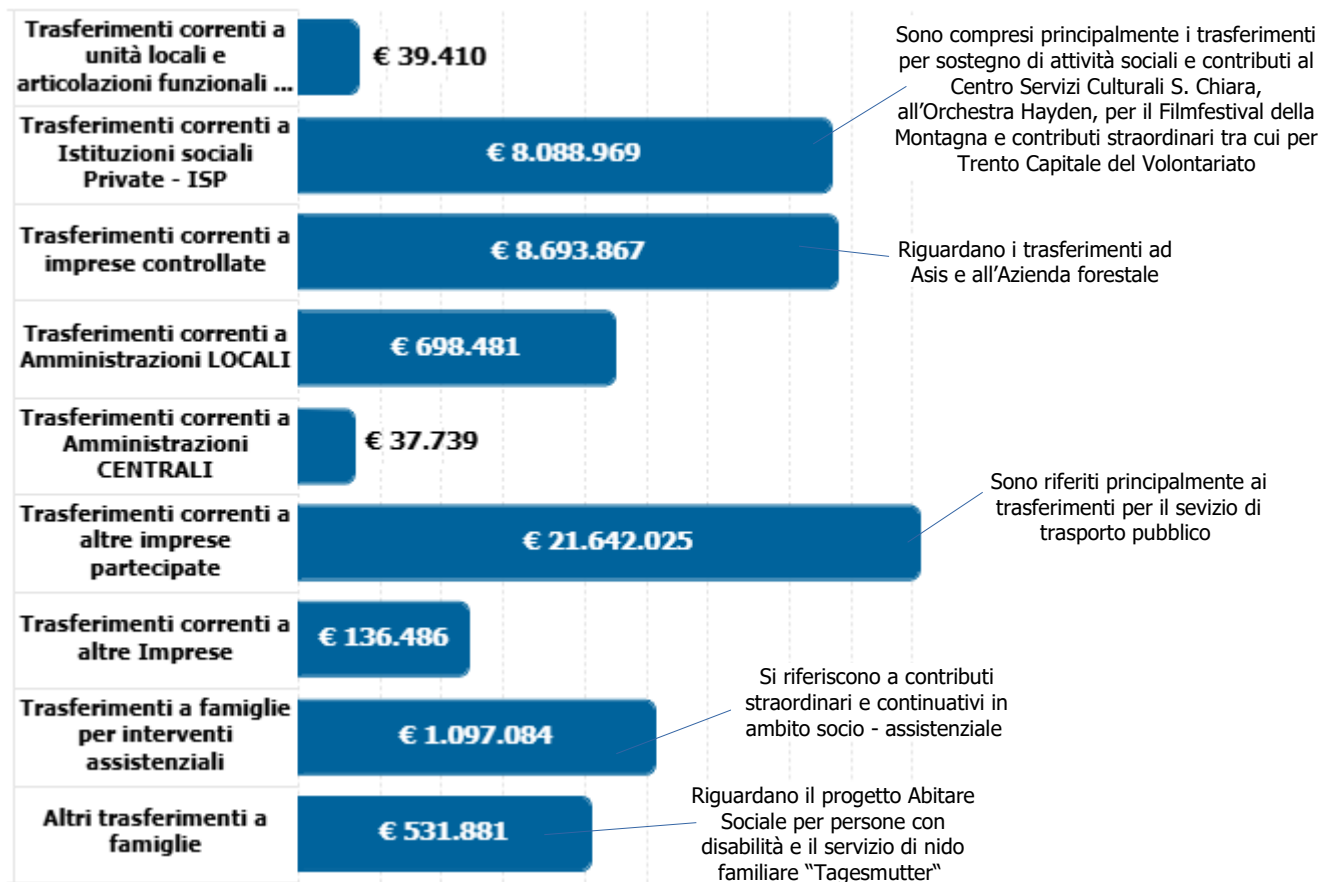 Trasferimenti correnti a
unità locali e
articolazioni funzionali ...
€ 39.410
Sono compresi principalmente i trasferimenti
per sostegno di attività sociali e contributi al
Centro Servizi Culturali S. Chiara,
all’Orchestra Hayden, per il Filmfestival della
Montagna e contributi straordinari tra cui per
Trento Capitale del Volontariato
Trasferimenti correnti a
Istituzioni sociali
Private - ISP
€ 8.088.969
Trasferimenti correnti a
imprese controllate
€ 8.693.867
Riguardano i trasferimenti ad
Asis e all’Azienda forestale
Trasferimenti correnti a
Amministrazioni LOCALI
€ 698.481
Trasferimenti correnti a
Amministrazioni
CENTRALI
€ 37.739
Trasferimenti correnti a
altre imprese
partecipate
€ 21.642.025
Sono riferiti principalmente ai
trasferimenti per il sevizio di
trasporto pubblico
Trasferimenti correnti a
altre Imprese
€ 136.486
Trasferimenti a famiglie
per interventi
assistenziali
€ 1.097.084
Si riferiscono a contributi
straordinari e continuativi in
ambito socio - assistenziale
Altri trasferimenti a
famiglie
€ 531.881
Riguardano il progetto Abitare
Sociale per persone con
disabilità e il servizio di nido
familiare “Tagesmutter“